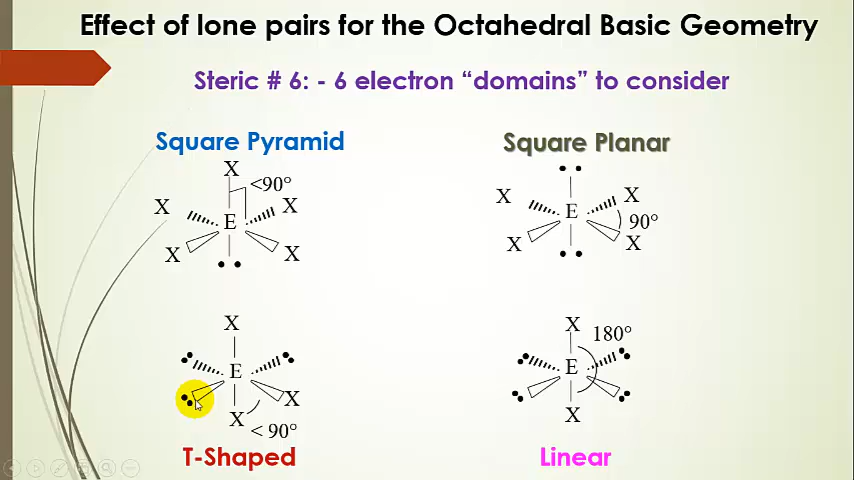 Effect of lone pairs for the Octahedral Basic Geometry
Steric # 6: - 6 electron “domains” to consider
Square Pyramid
X
<90°
X
X
E
X
X
Square Planar
X
X
E
90°
X
X
X
E
X
X
< 90°
T-Shaped
X
180°
E
X
Linear